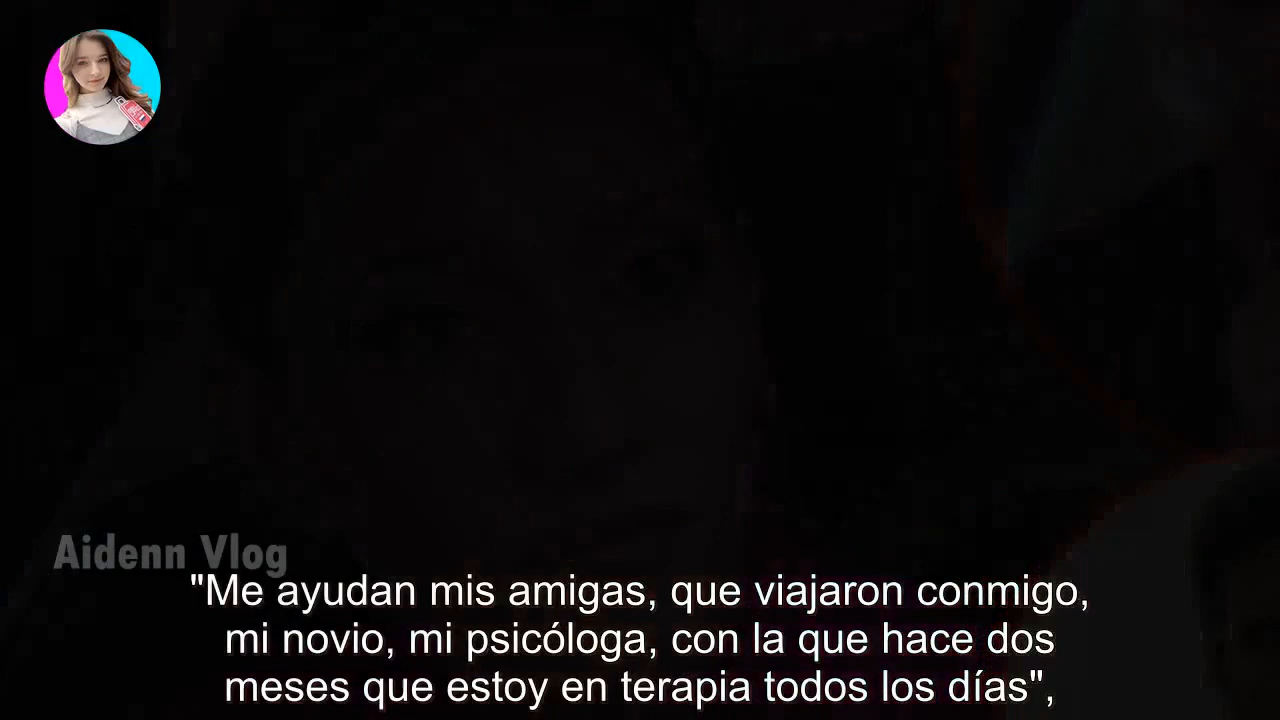 Aidenn Vlog
"Me ayudan mis amigas, que viajaron conmigo,
mi novio, mi psicóloga, con la que hace dos
meses que estoy en terapia todos los días",